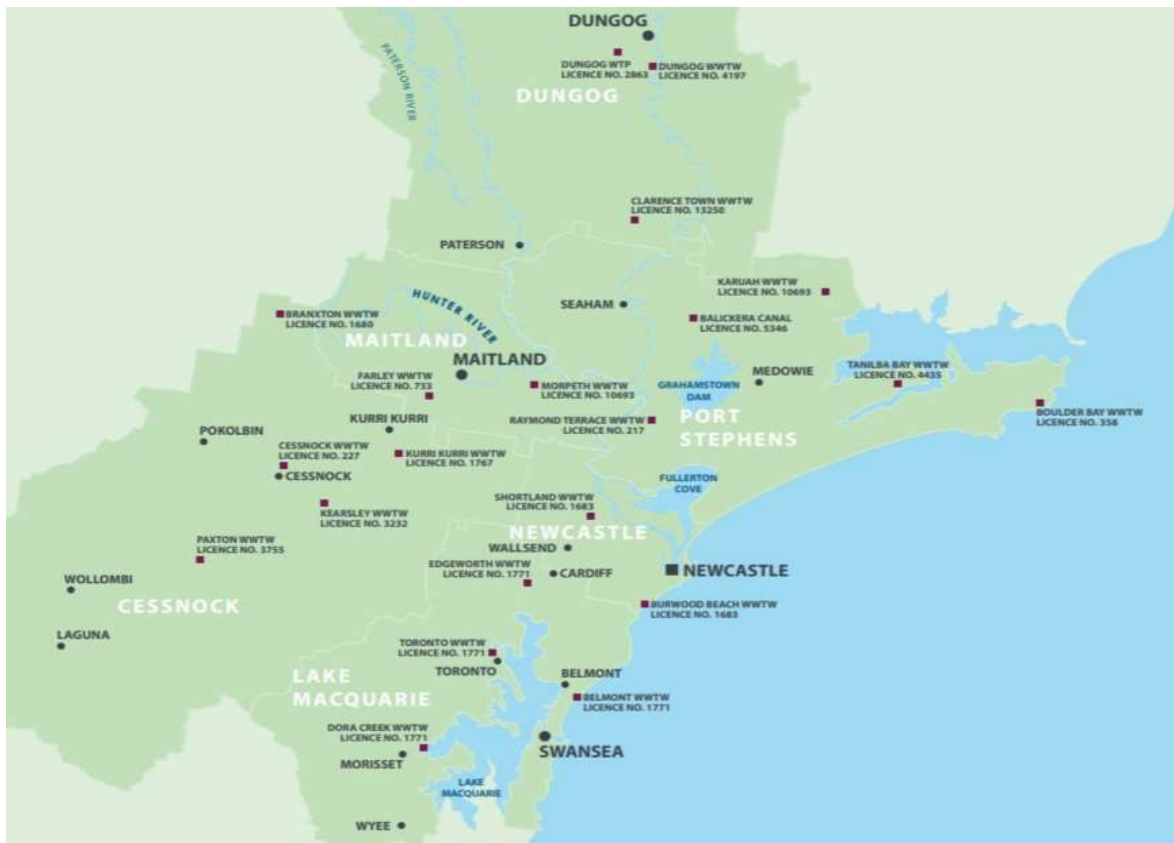 DUNGOG
DUNGOG WTP
LICENCE NO. 2863
DUNGOG WWTW
LICENCE NO. 4197
DUNGOG
PATERSON RIVER
CLARENCE TOWN WWTW
LICENCE NO. 13250
PATERSON
KARUAH WWTW
LICENCE NO. 10693
SEAHAM
HUNTER RIVER
BRANXTON WWTW
LICENCE NO. 1680
BALICKERA CANAL
LICENCE NO. 5346
MAITLAND
MAITLAND
FARLEY WWTW
LICENCE NO. 733
MORPETH WWTW
LICENCE NO. 10693
GRAHAMSTOWN
DAM
MEDOWIE
TANILBA BAY WWTW
LICENCE NO. 4435
BOULDER BAY WWTW
LICENCE NO. 358
RAYMOND TERRACE WWTW
LICENCE NO. 217
PORT
STEPHENS
KURRI KURRI
POKOLBIN
CESSNOCK WWTW
LICENCE NO. 227
KURRI KURRI WWTW
LICENCE NO. 1767
CESSNOCK
FULLERTON
COVE
KEARSLEY WWTW
LICENCE NO. 3232
SHORTLAND WWTW
LICENCE NO. 1683
NEWCASTLE
PAXTON WWTW
LICENCE NO. 3755
WALLSEND
EDGEWORTH WWTW
LICENCE NO. 1771
CARDIFF
NEWCASTLE
WOLLOMBI
CESSNOCK
BURWOOD BEACH WWTW
LICENCE NO. 1683
LAGUNA
TORONTO WWTW
LICENCE NO. 1771
TORONTO
LAKE
MACQUARIE
BELMONT
BELMONT WWTW
LICENCE NO. 1771
DORA CREEK WWTW
LICENCE NO. 1771
MORISSET
SWANSEA
LAKE
MACQUARIE
WYEE